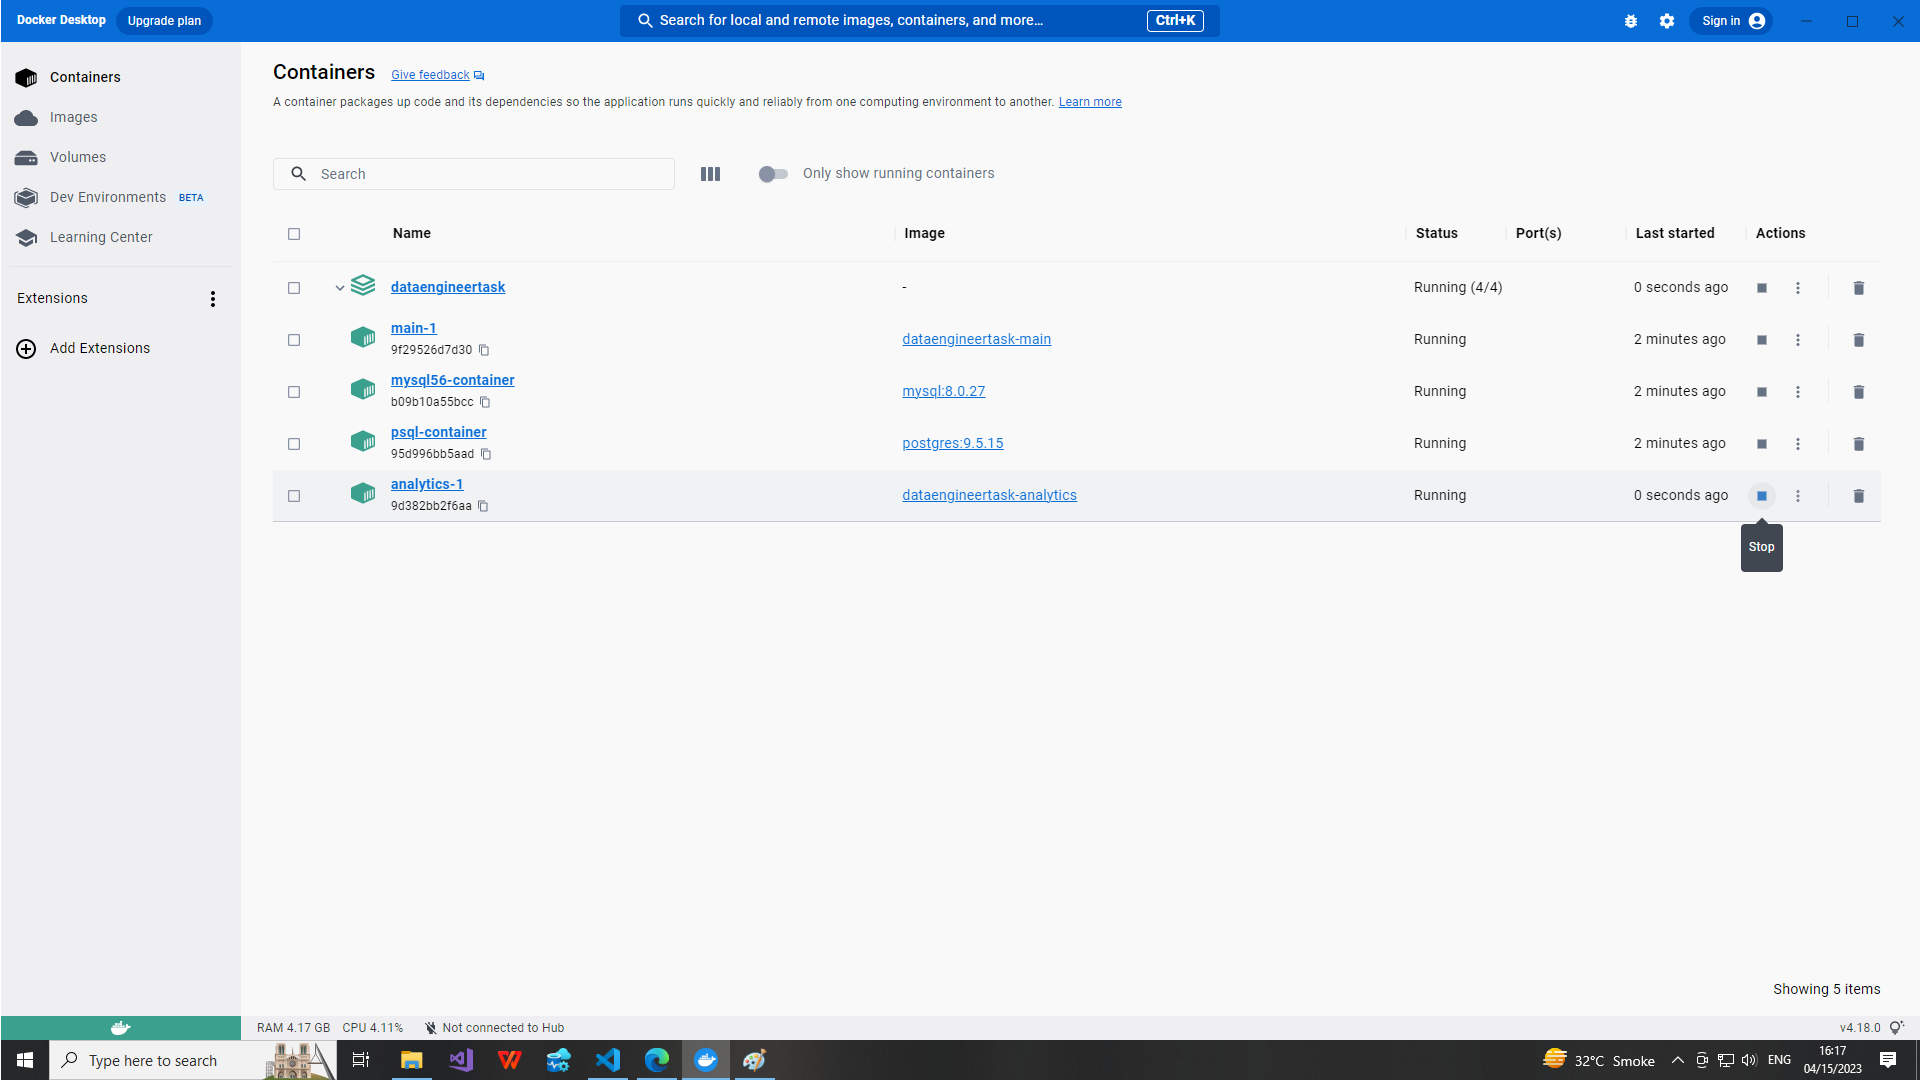 Docker Desktop Upgrade plan Search for local and remote images, containers, and more... Ctrl+K Sign in
Containers
Images
Volumes
Dev Environments BETA
Learning Center
Extensions
Add Extensions
Containers Give feedback
A container packages up code and its dependencies so the application runs quickly and reliably from one computing environment to another. Learn more
Search Only show running containers
Name Image Status Port(s) Last started Actions
dataengineertask - Running (4/4) 0 seconds ago
main-1
9f29526d7d30 dataengineertask-main Running 2 minutes ago
mysql56-container
b09b10a55bcc mysql:8.0.27 Running 2 minutes ago
psql-container
95d996bb5aad postgres:9.5.15 Running 2 minutes ago
analytics-1
9d382bb2f6aa dataengineertask-analytics Running 0 seconds ago
Stop
Showing 5 items
RAM 4.17 GB CPU 4.11% Not connected to Hub v4.18.0
Type here to search 32°C Smoke ENG 16:17
04/15/2023